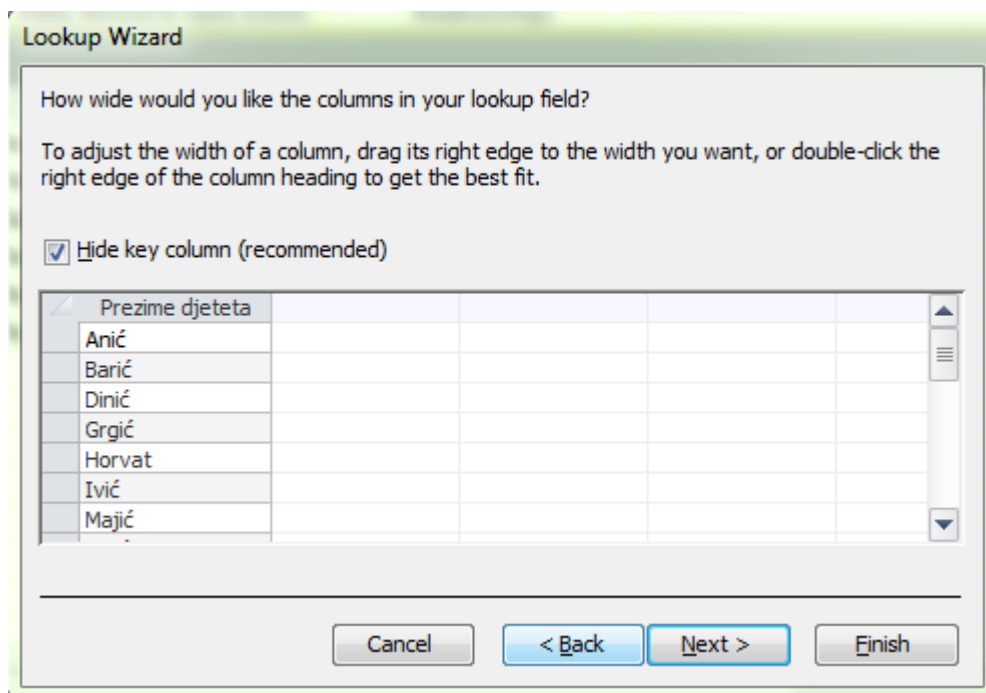 Lookup Wizard
How wide would you like the columns in your lookup field?
To adjust the width of a column, drag its right edge to the width you want, or double-click the
right edge of the column heading to get the best fit.
Hide key column (recommended)
Prezime djeteta
Anić
Barić
Dinić
Grgić
Horvat
Ivić
Majić
Cancel < Back Next > Finish